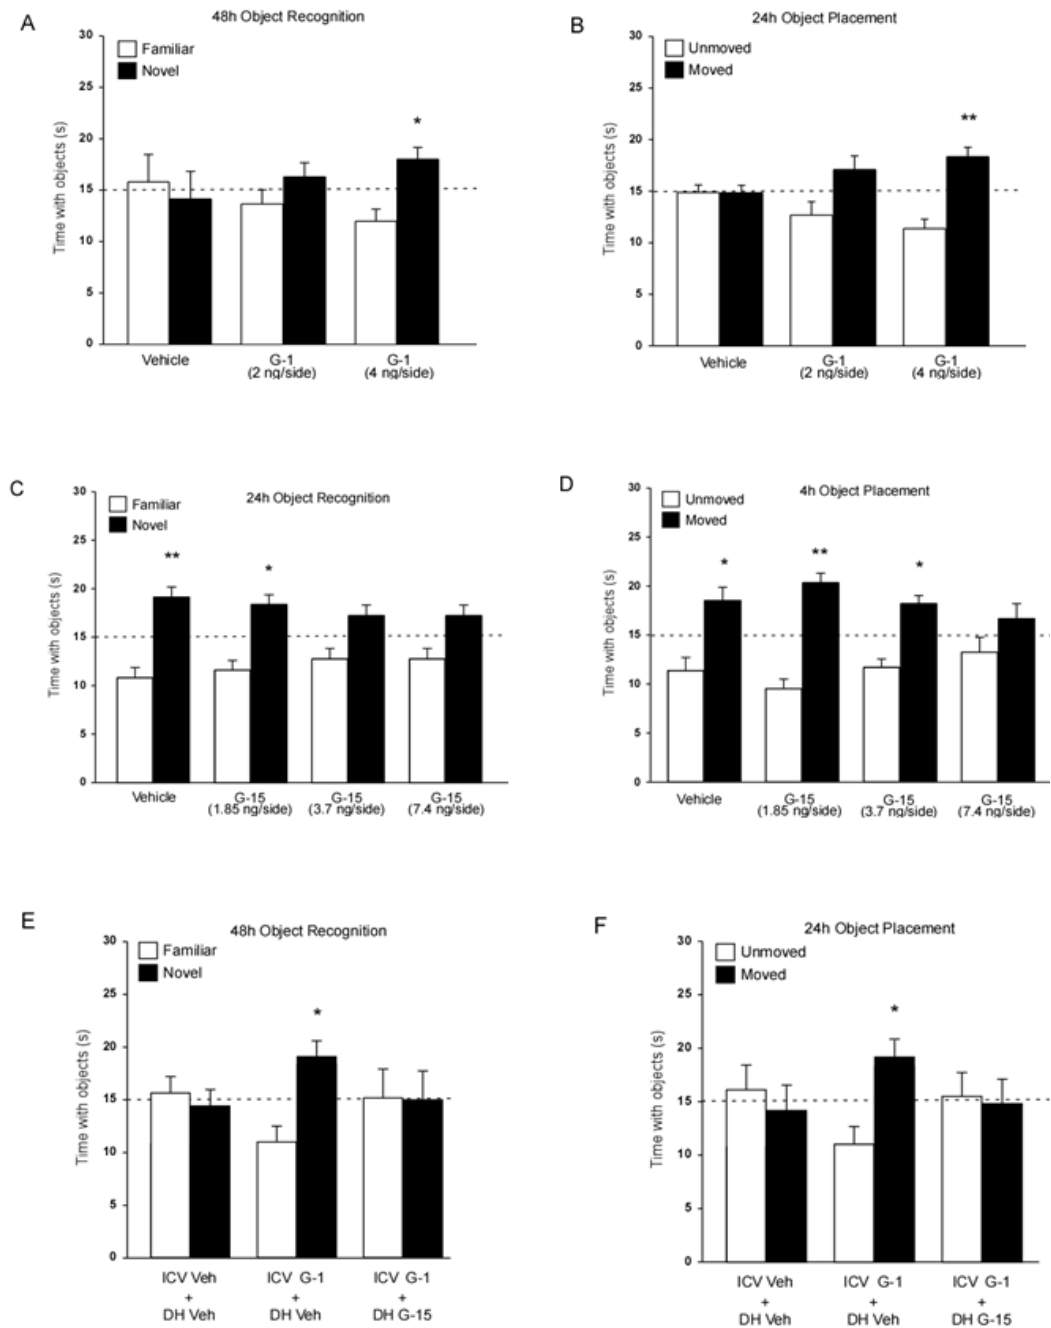 A
48h Object Recognition
Familiar
Novel
Time with objects (s)
30
25
20
15
10
5
0
*
Vehicle
G-1
(2 ng/side)
G-1
(4 ng/side)
B
24h Object Placement
Unmoved
Moved
Time with objects (s)
30
25
20
15
10
5
0
**
Vehicle
G-1
(2 ng/side)
G-1
(4 ng/side)
C
24h Object Recognition
Familiar
Novel
Time with objects (s)
30
25
20
15
10
5
0
**
*
Vehicle
G-15
(1.85 ng/side)
G-15
(3.7 ng/side)
G-15
(7.4 ng/side)
D
4h Object Placement
Unmoved
Moved
Time with objects (s)
30
25
20
15
10
5
0
*
**
*
Vehicle
G-15
(1.85 ng/side)
G-15
(3.7 ng/side)
G-15
(7.4 ng/side)
E
48h Object Recognition
Familiar
Novel
Time with objects (s)
30
25
20
15
10
5
0
*
ICV Veh
+
DH Veh
ICV G-1
+
DH Veh
ICV G-1
+
DH G-15
F
24h Object Placement
Unmoved
Moved
Time with objects (s)
30
25
20
15
10
5
0
*
ICV Veh
+
DH Veh
ICV G-1
+
DH Veh
ICV G-1
+
DH G-15